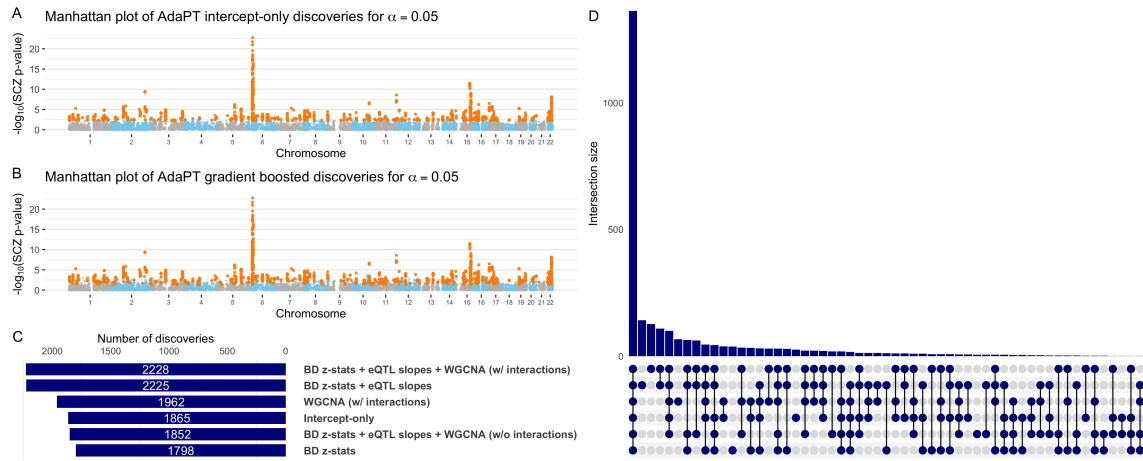 A
Manhattan plot of AdaPT intercept-only discoveries for α = 0.05
-log10(SCZ p-value)
20
15
10
5
0
1 2 3 4 5 6 7 8 9 10 11 12 13 14 15 16 17 18 19 20 21 22
Chromosome
B
Manhattan plot of AdaPT gradient boosted discoveries for α = 0.05
-log10(SCZ p-value)
20
15
10
5
0
1 2 3 4 5 6 7 8 9 10 11 12 13 14 15 16 17 18 19 20 21 22
Chromosome
C
Number of discoveries
2000 1500 1000 500 0
2228 BD z-stats + eQTL slopes + WGCNA (w/ interactions)
2225 BD z-stats + eQTL slopes
1962 WGCNA (w/ interactions)
1865 Intercept-only
1852 BD z-stats + eQTL slopes + WGCNA (w/o interactions)
1798 BD z-stats
D
Intersection size
1000
500
0